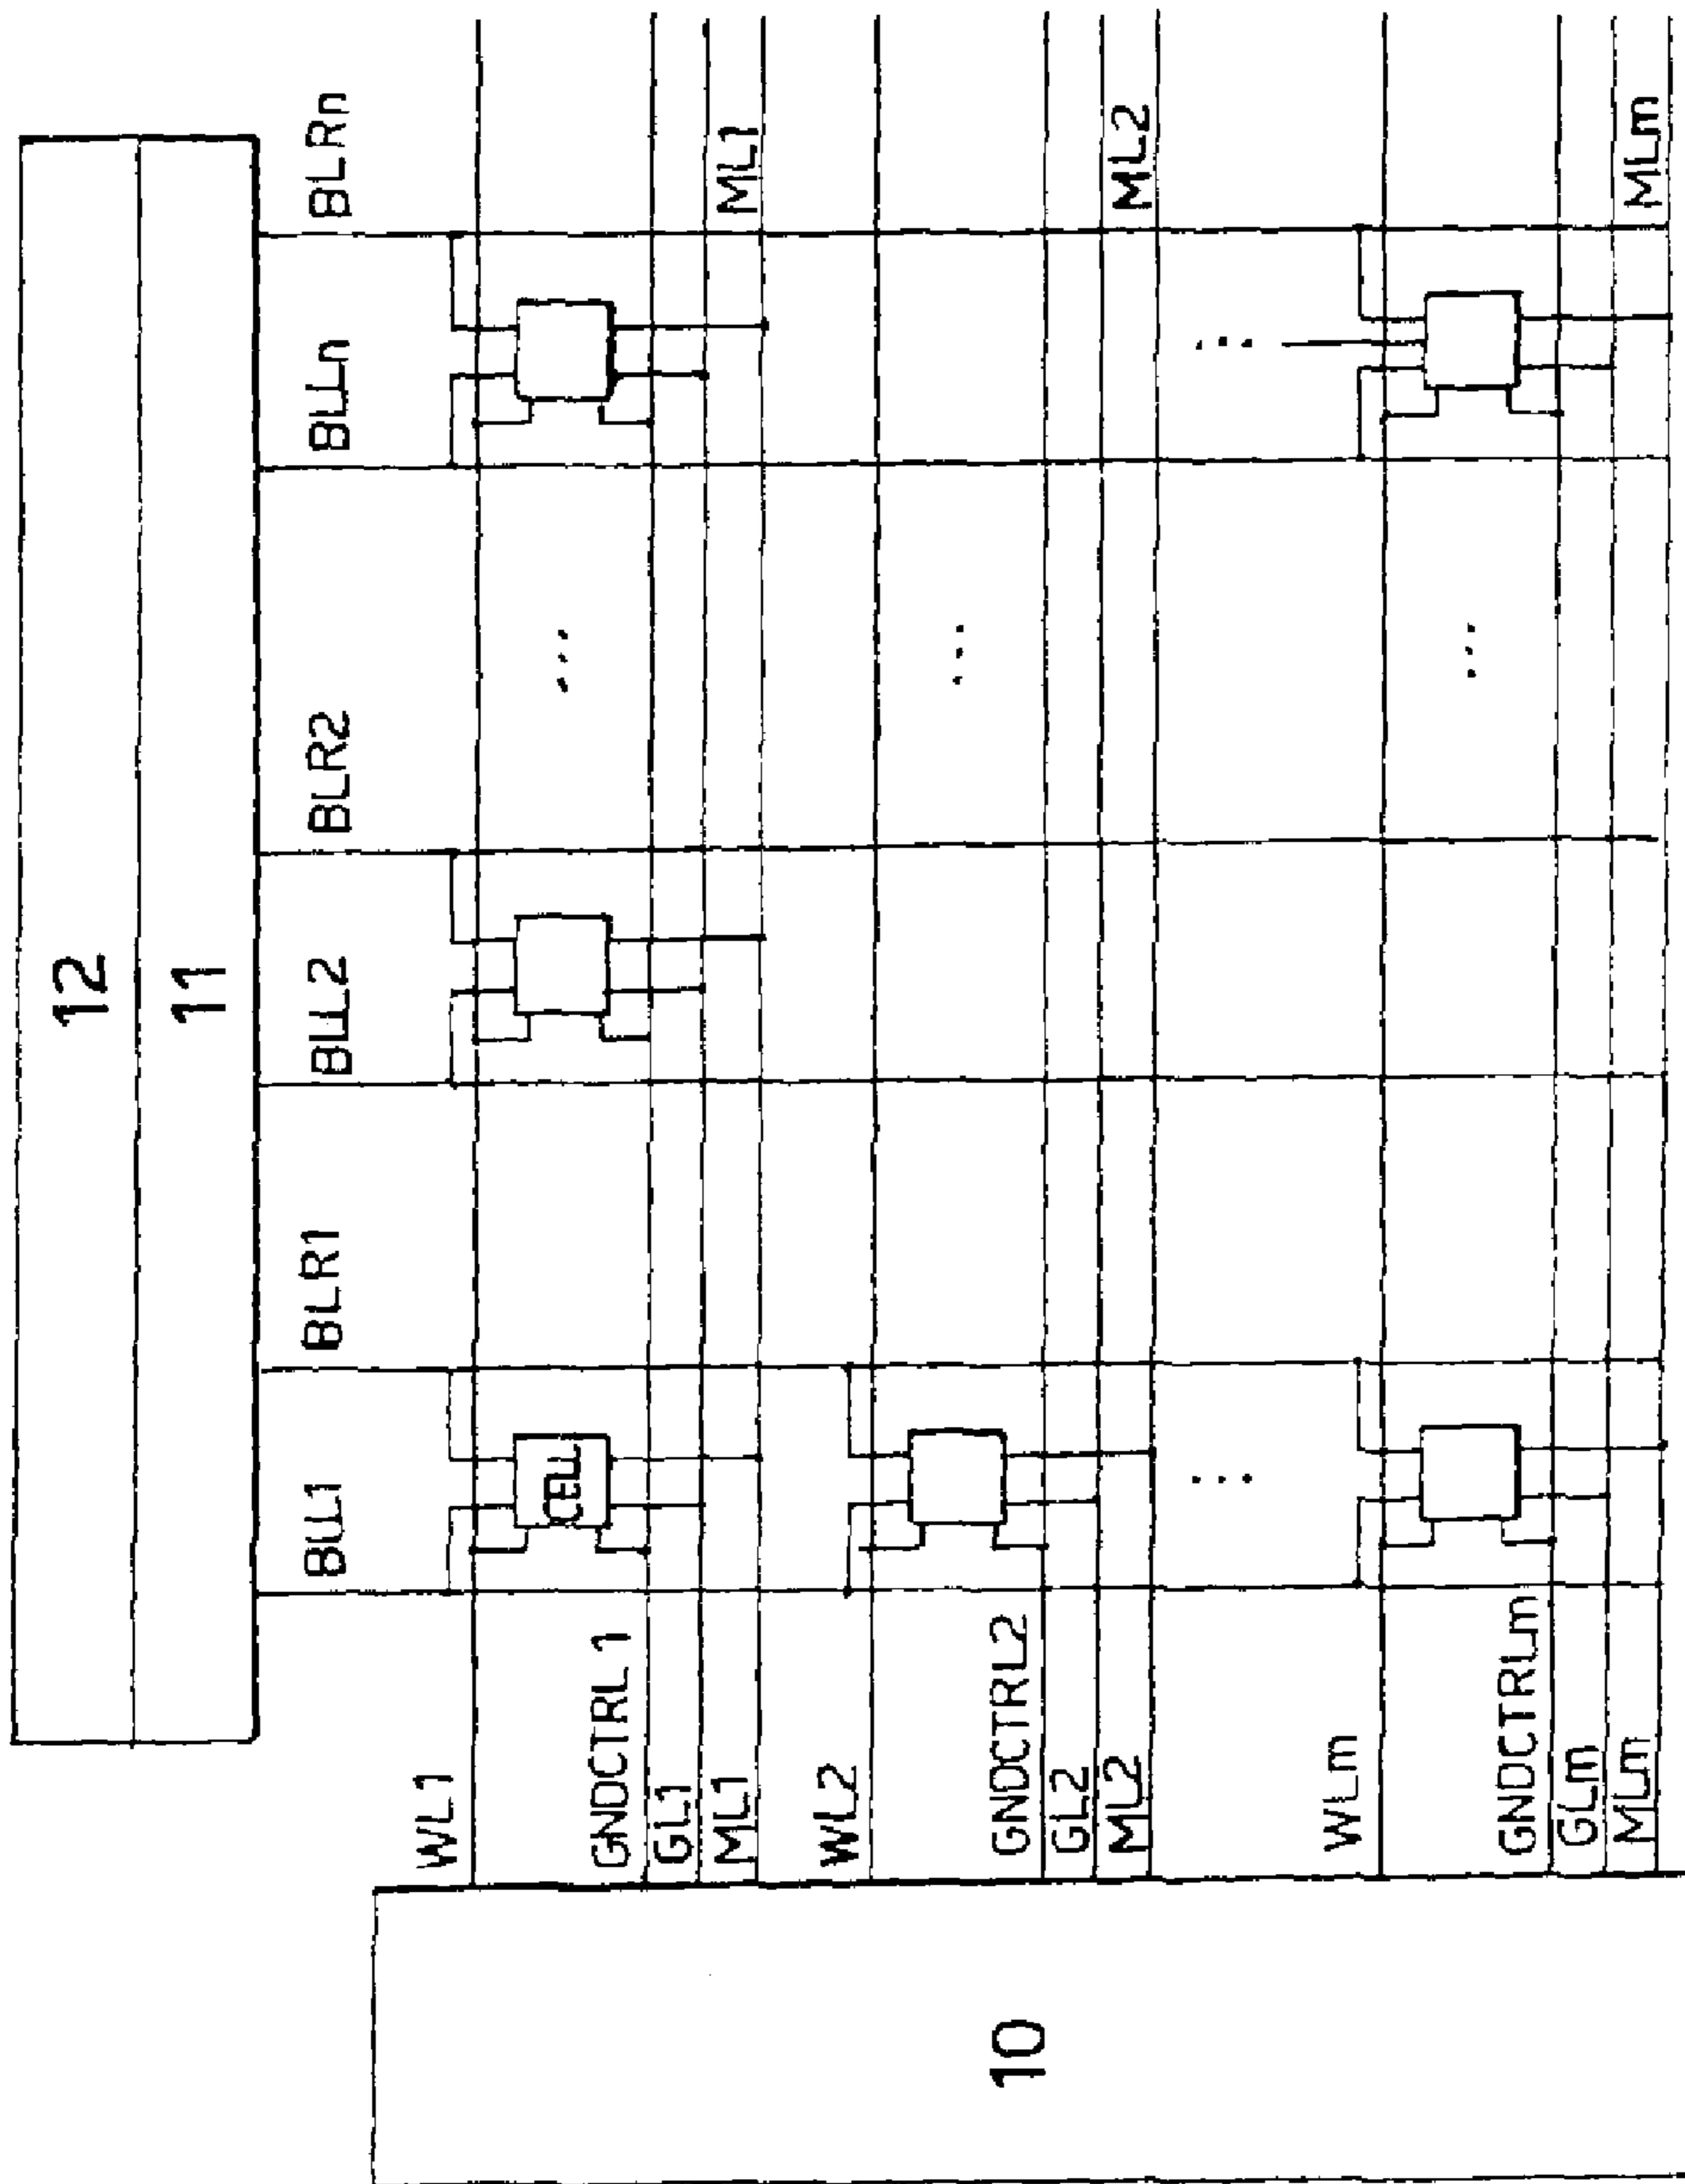 12
11
BLL1 BLR1 BLL2 BLR2 BLLn BLRn
WL1
CELL
GNDCTRL1
GL1
ML1 ML1
WL2
GNDCTRL2
10
GL2
ML2 ML2
WLm
GNDCTRLm
GLm
MLm MLm